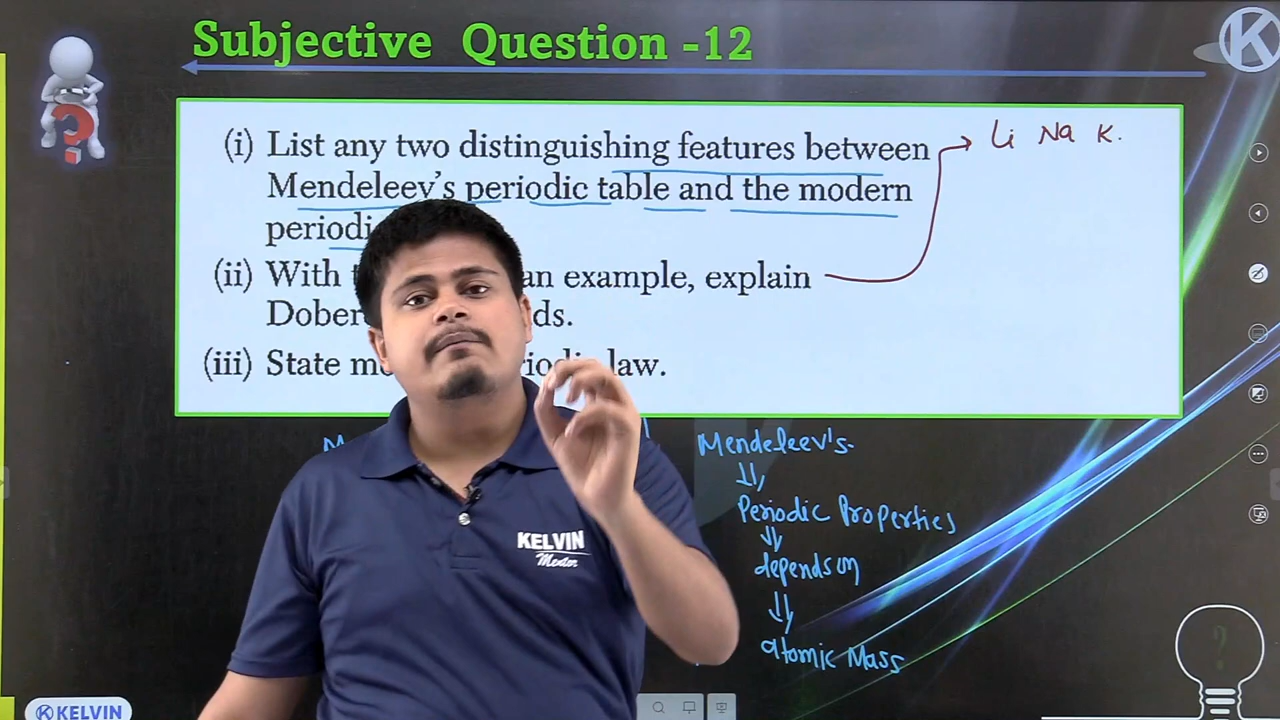 Subjective Question -12
K
(i) List any two distinguishing features between
Li Na K.
Mendeleev's periodic table and the modern
periodi
(ii) With an example, explain
Dober ds.
(iii) State m riodic law.
Mendeleev's
Periodic Properties
depends on
atomic Mass
KELVIN
Mentor
KELVIN